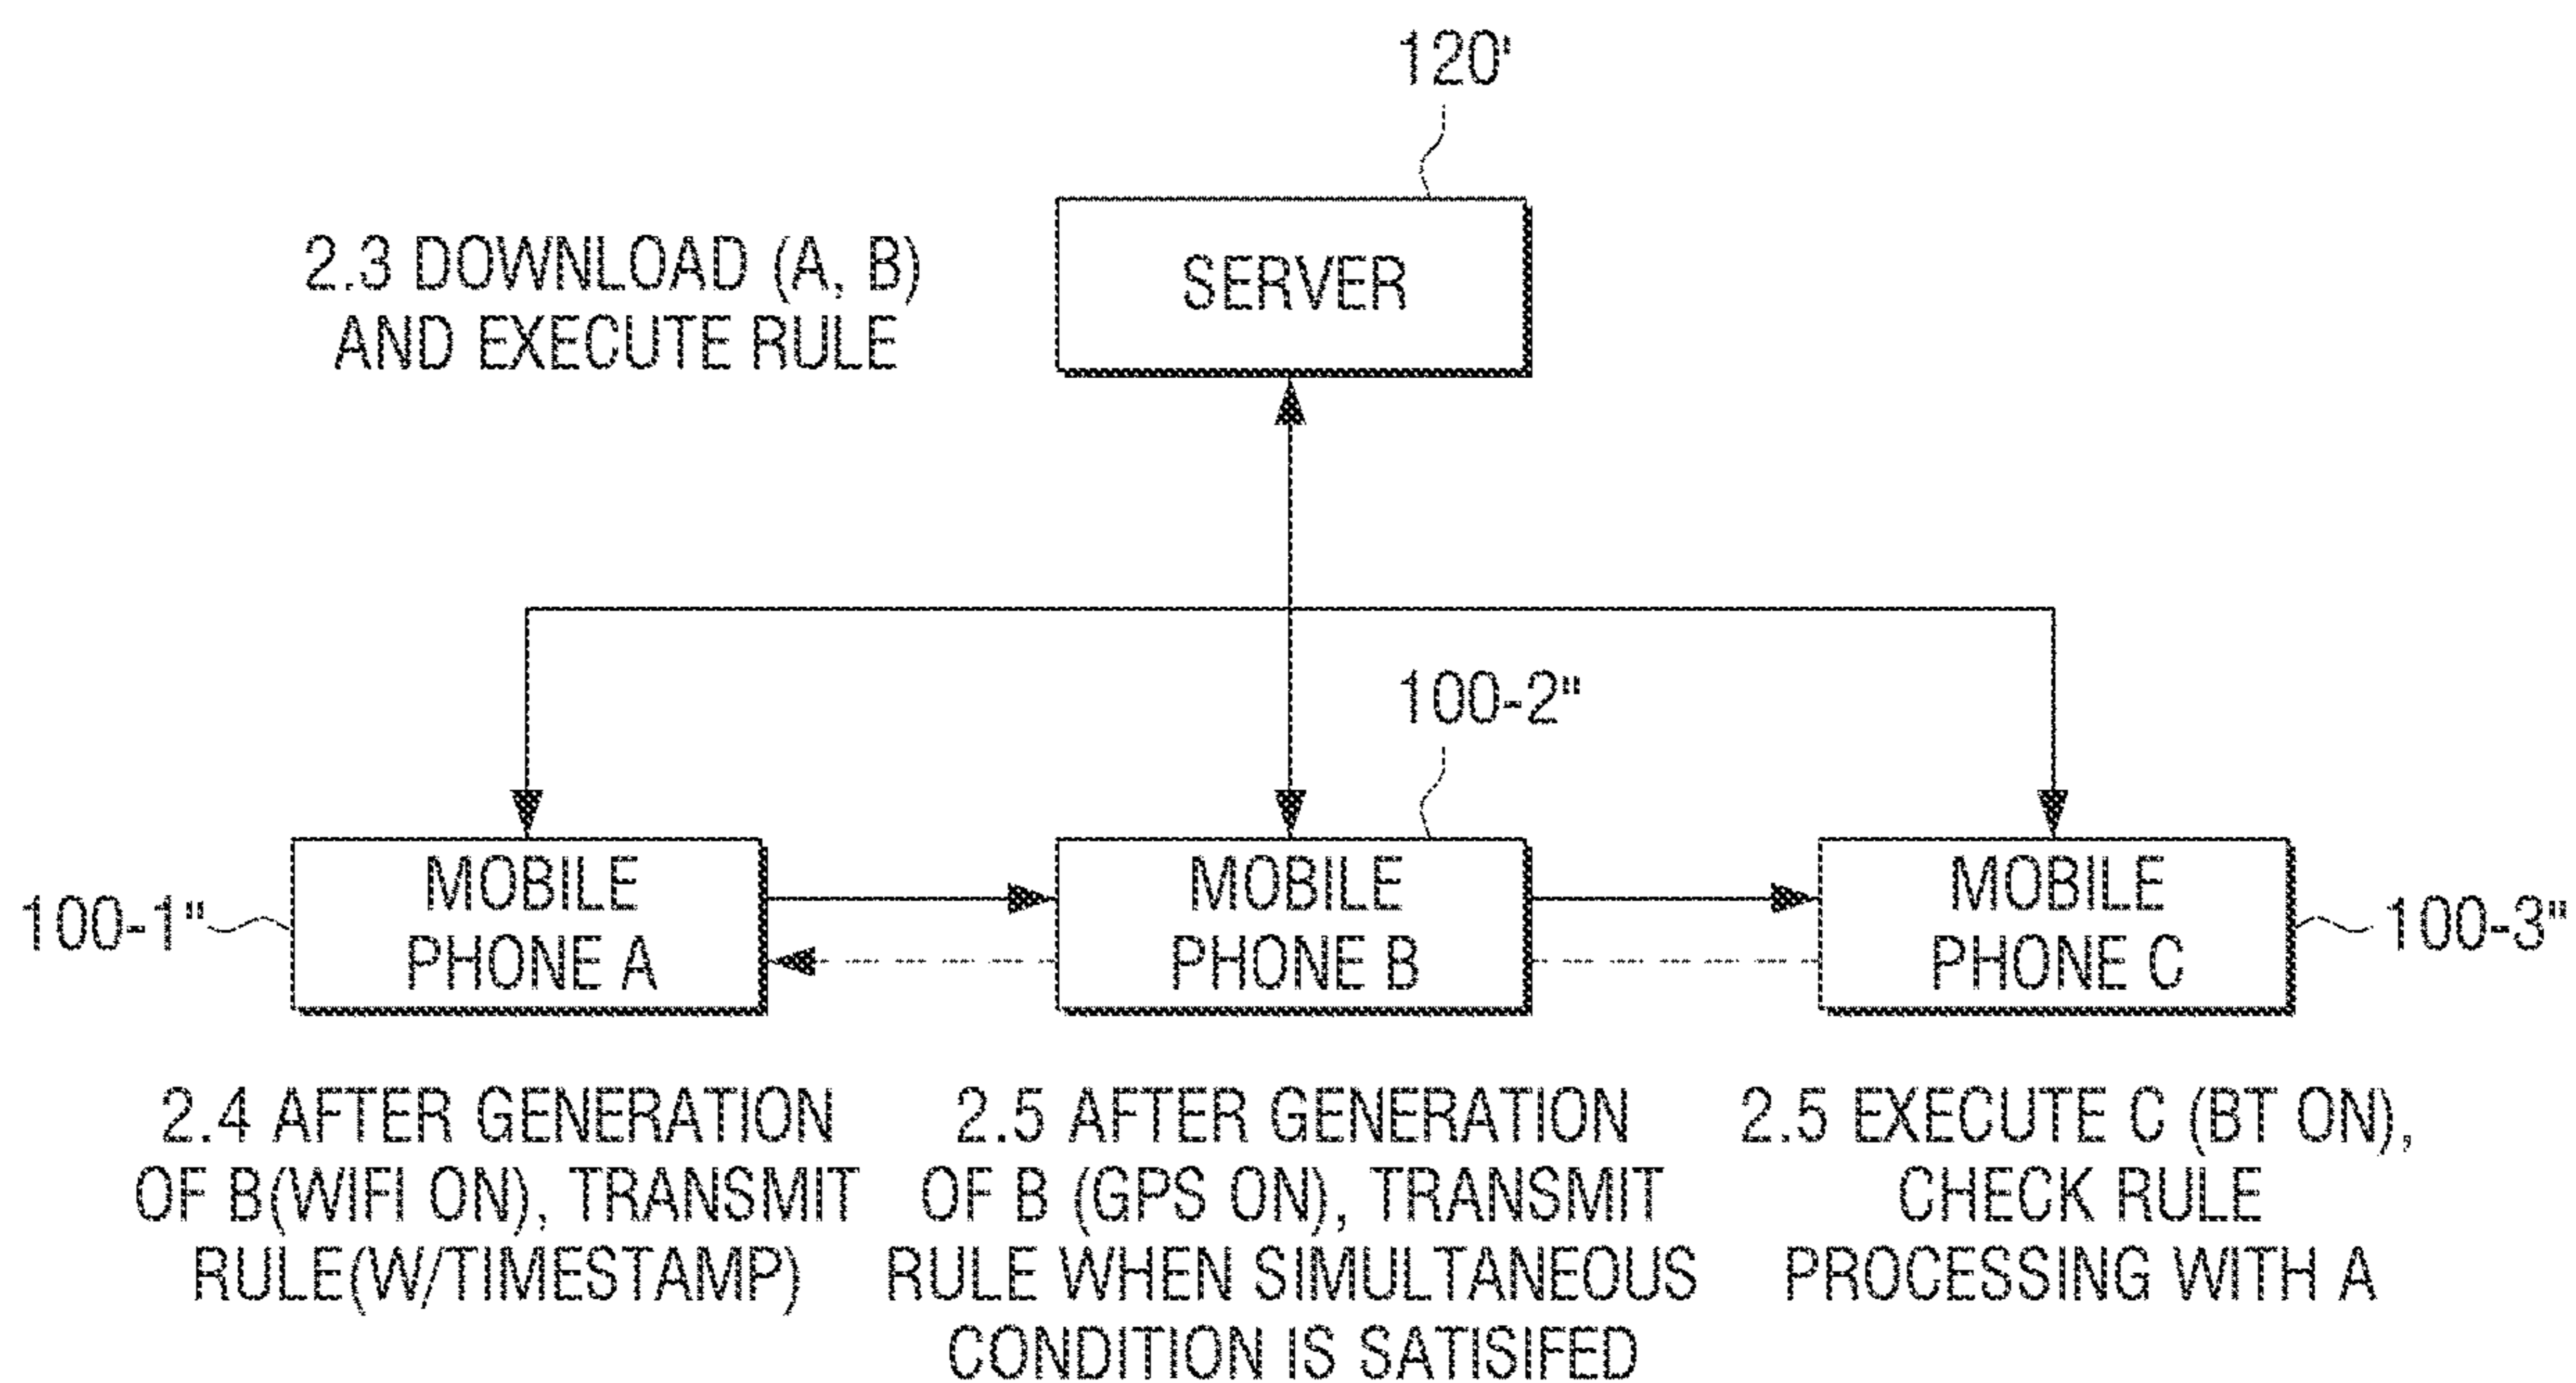 120'
2.3 DOWNLOAD (A, B)
AND EXECUTE RULE
SERVER
100-2"
100-1"
MOBILE
PHONE A
MOBILE
PHONE B
MOBILE
PHONE C
100-3"
2.4 AFTER GENERATION
OF B(WIFI ON), TRANSMIT
RULE(W/TIMESTAMP)
2.5 AFTER GENERATION
OF B (GPS ON), TRANSMIT
RULE WHEN SIMULTANEOUS
CONDITION IS SATISIFED
2.5 EXECUTE C (BT ON),
CHECK RULE
PROCESSING WITH A